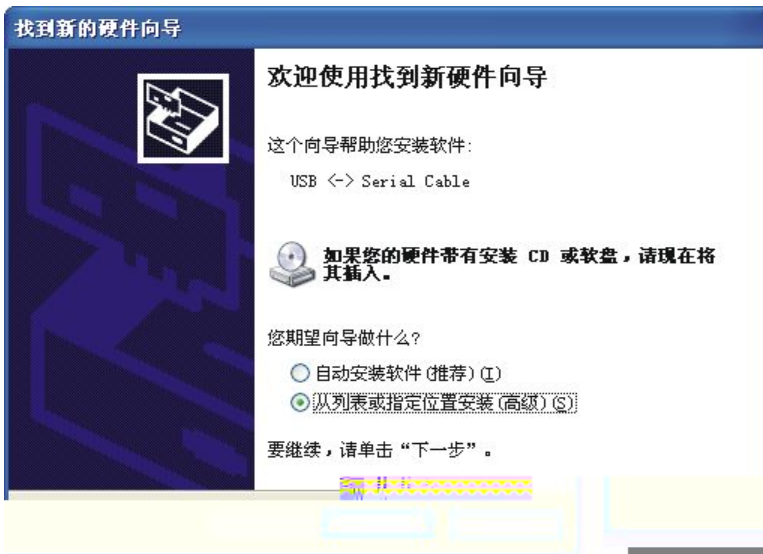 找到新的硬件向导
欢迎使用找到新硬件向导
这个向导帮助您安装软件:
USB <-> Serial Cable
如果您的硬件带有安装 CD 或软盘,请现在将
其插入。
您期望向导做什么?
自动安装软件(推荐)(I)
从列表或指定位置安装(高级)(S)
要继续,请单击“下一步”。